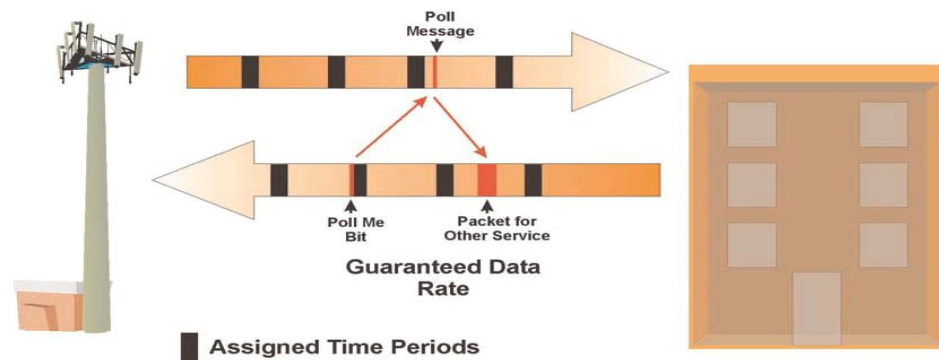 Poll
Message
Poll Me
Bit
Packet for
Other Service
Guaranteed Data
Rate
Assigned Time Periods